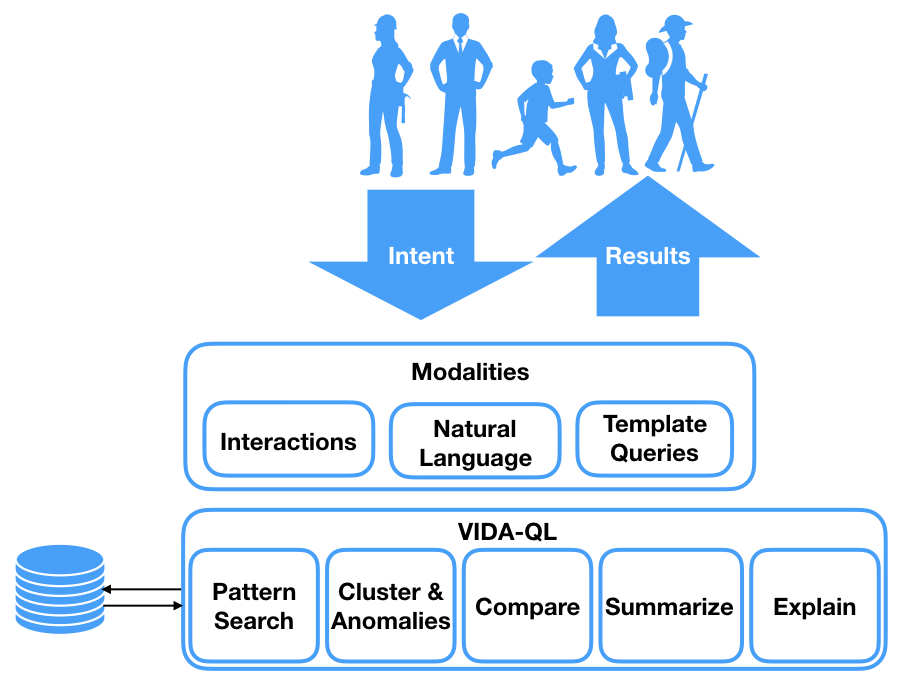 Intent
Results
Modalities
Interactions
Natural
Language
Template
Queries
VIDA-QL
Pattern
Search
Cluster &
Anomalies
Compare
Summarize
Explain